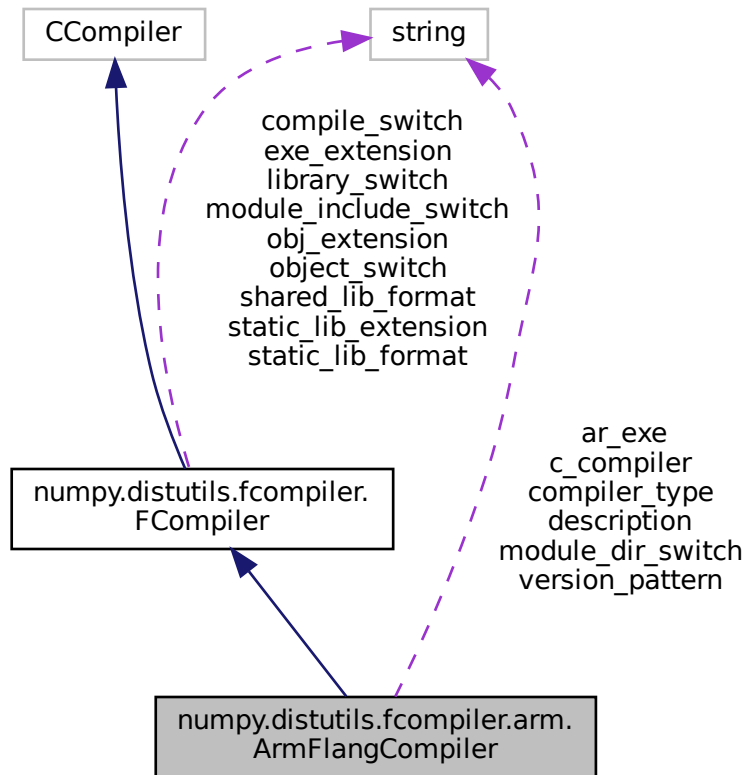 CCompiler
string
compile_switch
exe_extension
library_switch
module_include_switch
obj_extension
object_switch
shared_lib_format
static_lib_extension
static_lib_format
ar_exe
c_compiler
compiler_type
description
module_dir_switch
version_pattern
numpy.distutils.fcompiler.
FCompiler
numpy.distutils.fcompiler.arm.
ArmFlangCompiler